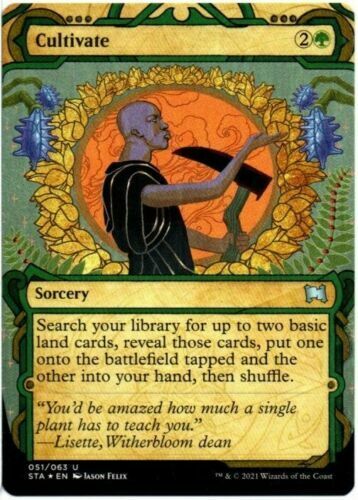 Cultivate 2
Sorcery
Search your library for up to two basic
land cards, reveal those cards, put one
onto the battlefield tapped and the
other into your hand, then shuffle.
"You'd be amazed how much a single
plant has to teach you."
—Lisette, Witherbloom dean
051/063 U
STA ★ EN Jason Felix
™ & © 2021 Wizards of the Coast